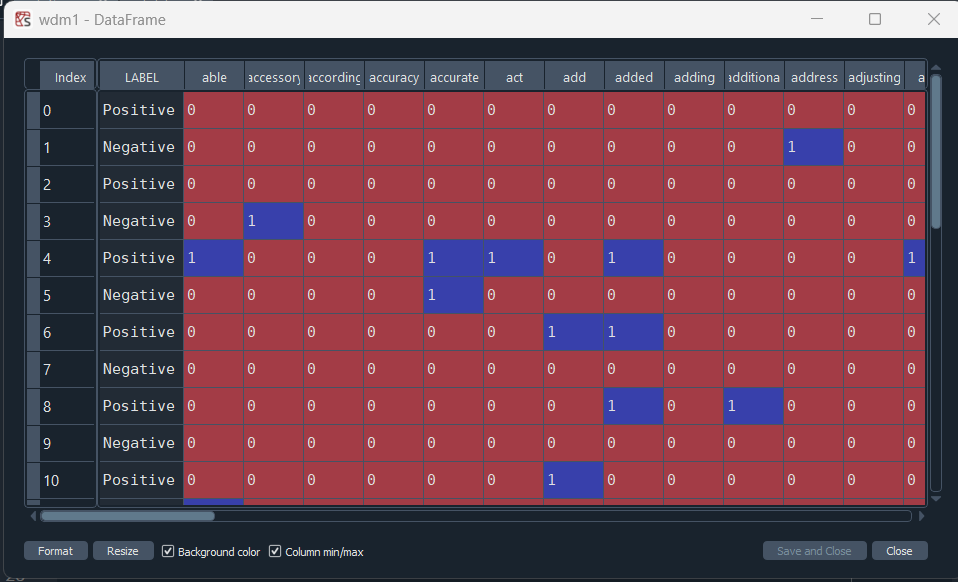 wdm1 - DataFrame
Index LABEL able accessory according accuracy accurate act add added adding additiona address adjusting a
0 Positive 0 0 0 0 0 0 0 0 0 0 0 0 0
1 Negative 0 0 0 0 0 0 0 0 0 0 1 0 0
2 Positive 0 0 0 0 0 0 0 0 0 0 0 0 0
3 Negative 0 1 0 0 0 0 0 0 0 0 0 0 0
4 Positive 1 0 0 0 1 1 0 1 0 0 0 0 1
5 Negative 0 0 0 0 1 0 0 0 0 0 0 0 0
6 Positive 0 0 0 0 0 0 1 1 0 0 0 0 0
7 Negative 0 0 0 0 0 0 0 0 0 0 0 0 0
8 Positive 0 0 0 0 0 0 0 1 0 1 0 0 0
9 Negative 0 0 0 0 0 0 0 0 0 0 0 0 0
10 Positive 0 0 0 0 0 0 1 0 0 0 0 0 0
Format Resize Background color Column min/max Save and Close Close